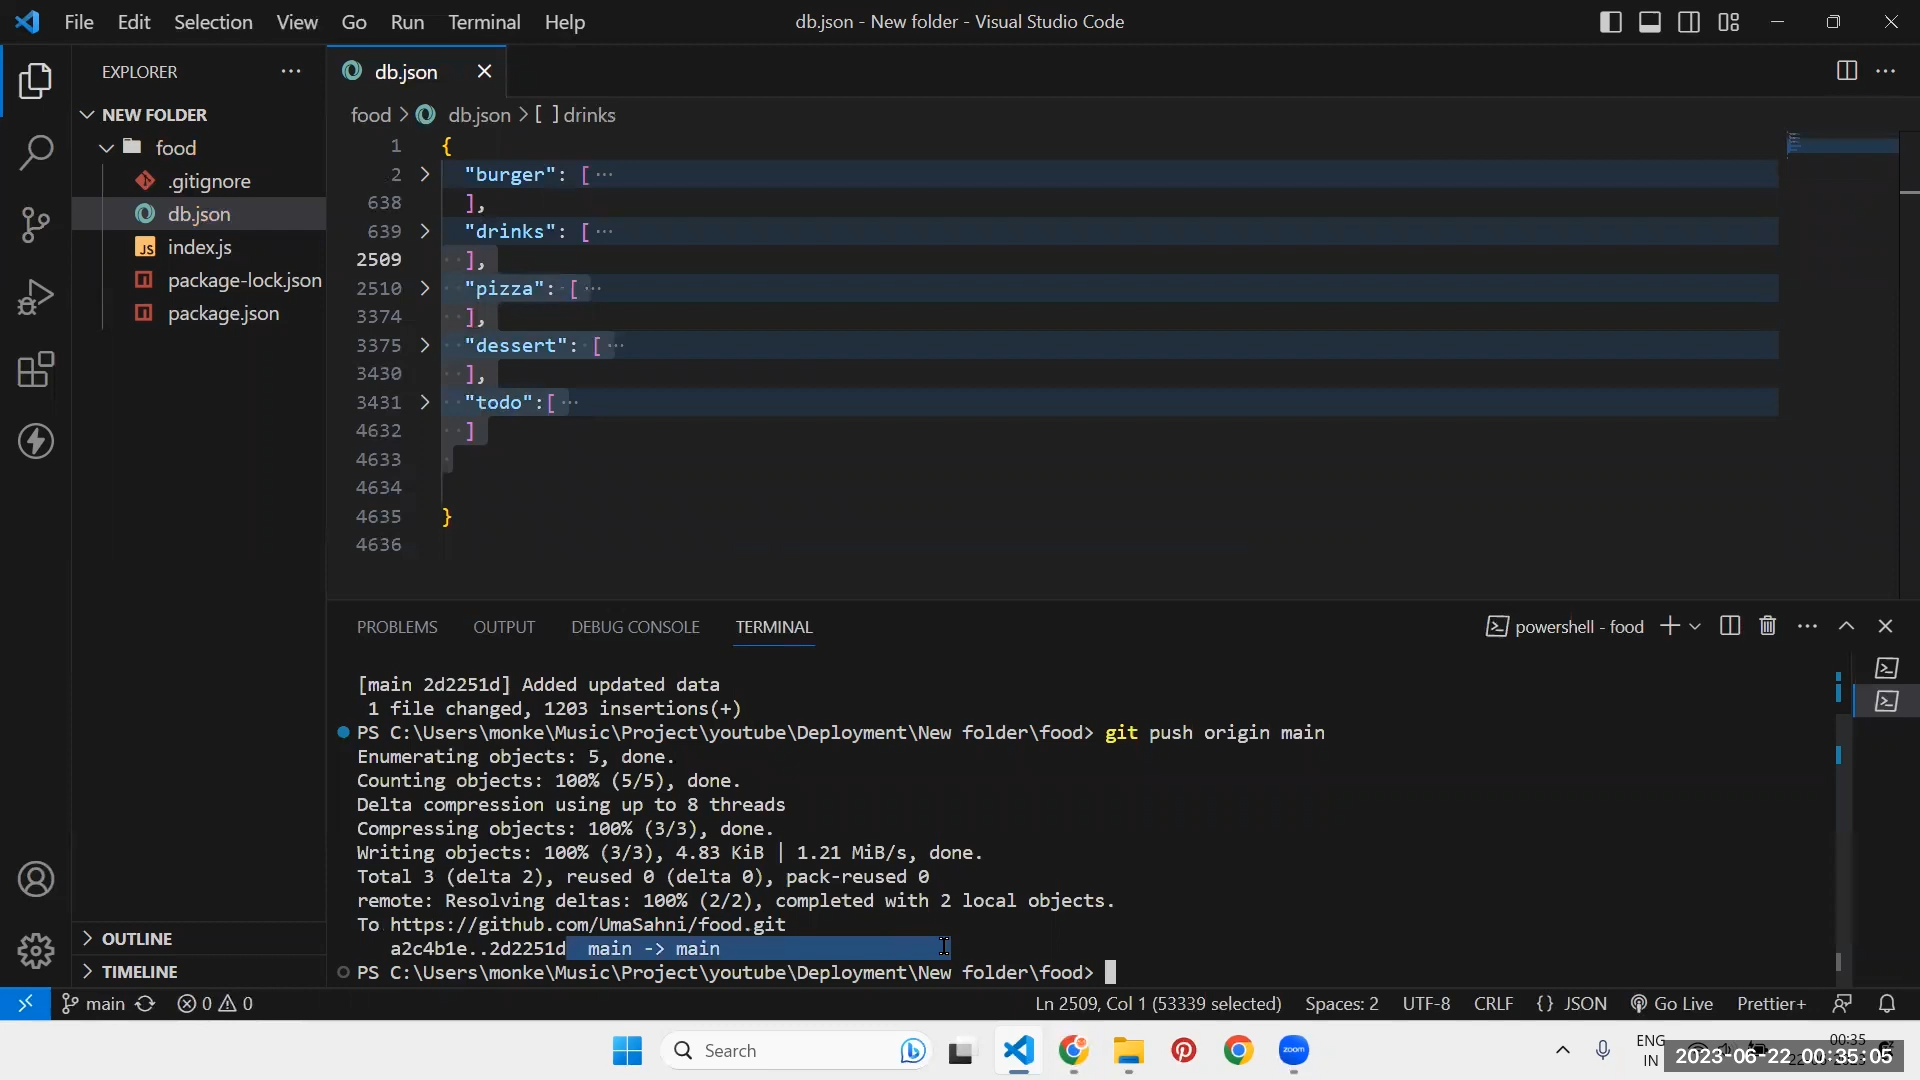 File Edit Selection View Go Run Terminal Help
db.json - New folder - Visual Studio Code
EXPLORER
NEW FOLDER
food
.gitignore
db.json
index.js
package-lock.json
package.json
OUTLINE
TIMELINE
db.json
food > db.json > [ ] drinks
1 {
2 "burger": [ ···
638 ],
639 "drinks": [ ···
2509 ],
2510 "pizza": [ ···
3374 ],
3375 "dessert": [ ···
3430 ],
3431 "todo":[ ···
4632 ]
4633
4634
4635 }
4636
PROBLEMS OUTPUT DEBUG CONSOLE TERMINAL
powershell - food
[main 2d2251d] Added updated data
1 file changed, 1203 insertions(+)
PS C:\Users\monke\Music\Project\youtube\Deployment\New folder\food> git push origin main
Enumerating objects: 5, done.
Counting objects: 100% (5/5), done.
Delta compression using up to 8 threads
Compressing objects: 100% (3/3), done.
Writing objects: 100% (3/3), 4.83 KiB | 1.21 MiB/s, done.
Total 3 (delta 2), reused 0 (delta 0), pack-reused 0
remote: Resolving deltas: 100% (2/2), completed with 2 local objects.
To https://github.com/UmaSahni/food.git
a2c4b1e..2d2251d main -> main
PS C:\Users\monke\Music\Project\youtube\Deployment\New folder\food>
main 0 0
Ln 2509, Col 1 (53339 selected) Spaces: 2 UTF-8 CRLF {} JSON Go Live Prettier+
Search
zoom
ENG
IN
00:35
2023-06-22 00:35:05